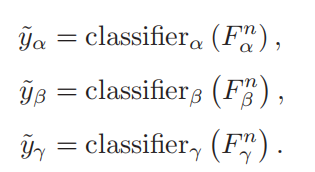 ỹ_α = classifier_α (F_α^n) ,
ỹ_β = classifier_β (F_β^n) ,
ỹ_γ = classifier_γ (F_γ^n) .